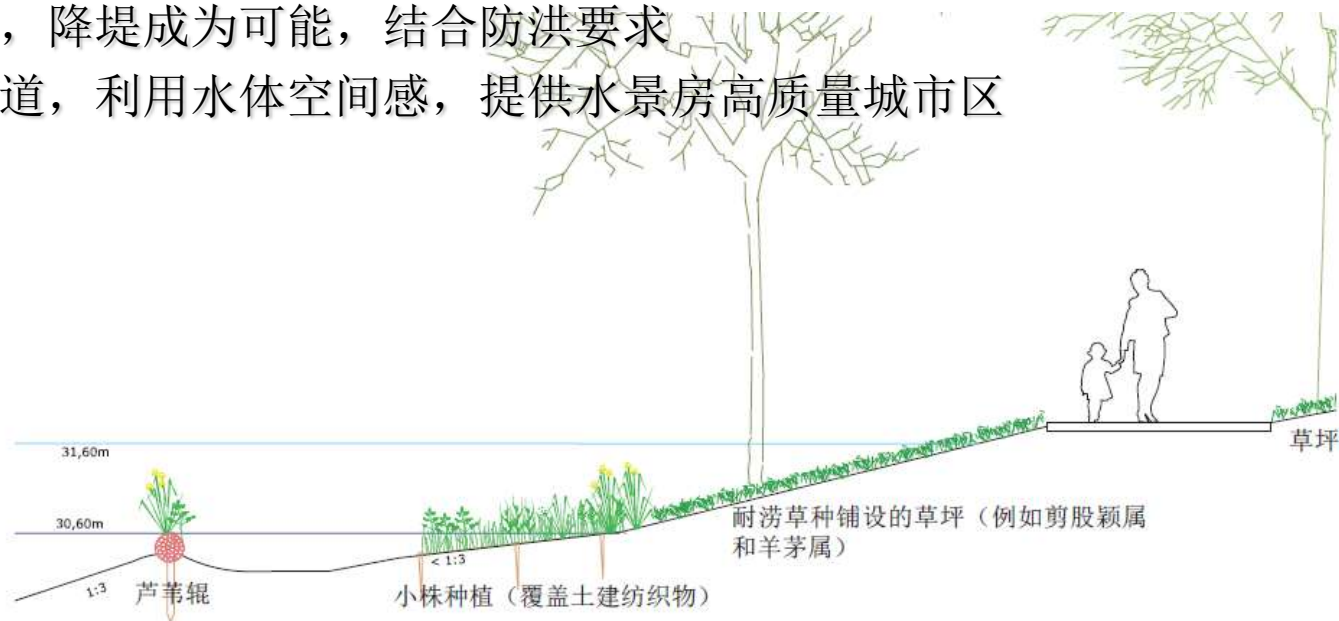 ，降堤成为可能，结合防洪要求
道，利用水体空间感，提供水景房高质量城市区
31,60m
草坪
30,60m
耐涝草种铺设的草坪（例如剪股颖属
和羊茅属）
< 1:3
1:3
芦苇辊
小株种植（覆盖土建纺织物）